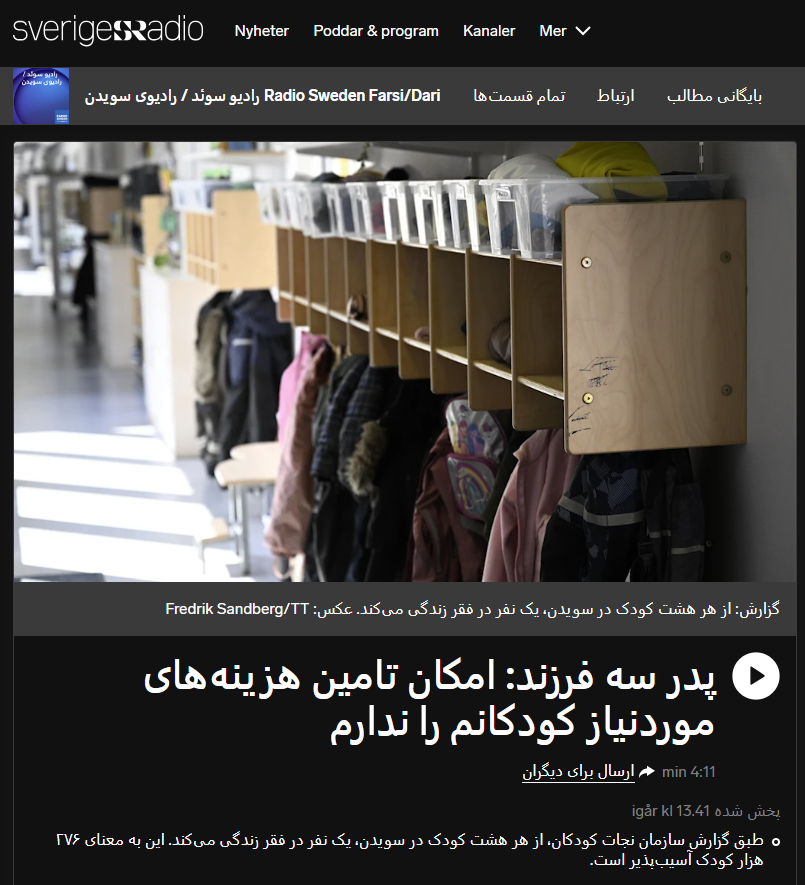 sverigesRadio
Nyheter Poddar & program Kanaler Mer
رادیو سوئد /
رادیوی سویدن
Radio Sweden Farsi/Dari رادیو سوئد / رادیوی سویدن تمام قسمت‌ها ارتباط بایگانی مطالب
گزارش: از هر هشت کودک در سویدن، یک نفر در فقر زندگی می‌کند. عکس: Fredrik Sandberg/TT
پدر سه فرزند: امکان تامین هزینه‌های
موردنیاز کودکانم را ندارم
4:11 min ارسال برای دیگران
پخش شده igår kl 13.41
طبق گزارش سازمان نجات کودکان، از هر هشت کودک در سویدن، یک نفر در فقر زندگی می‌کند. این به معنای ۲۷۶
هزار کودک آسیب‌پذیر است.